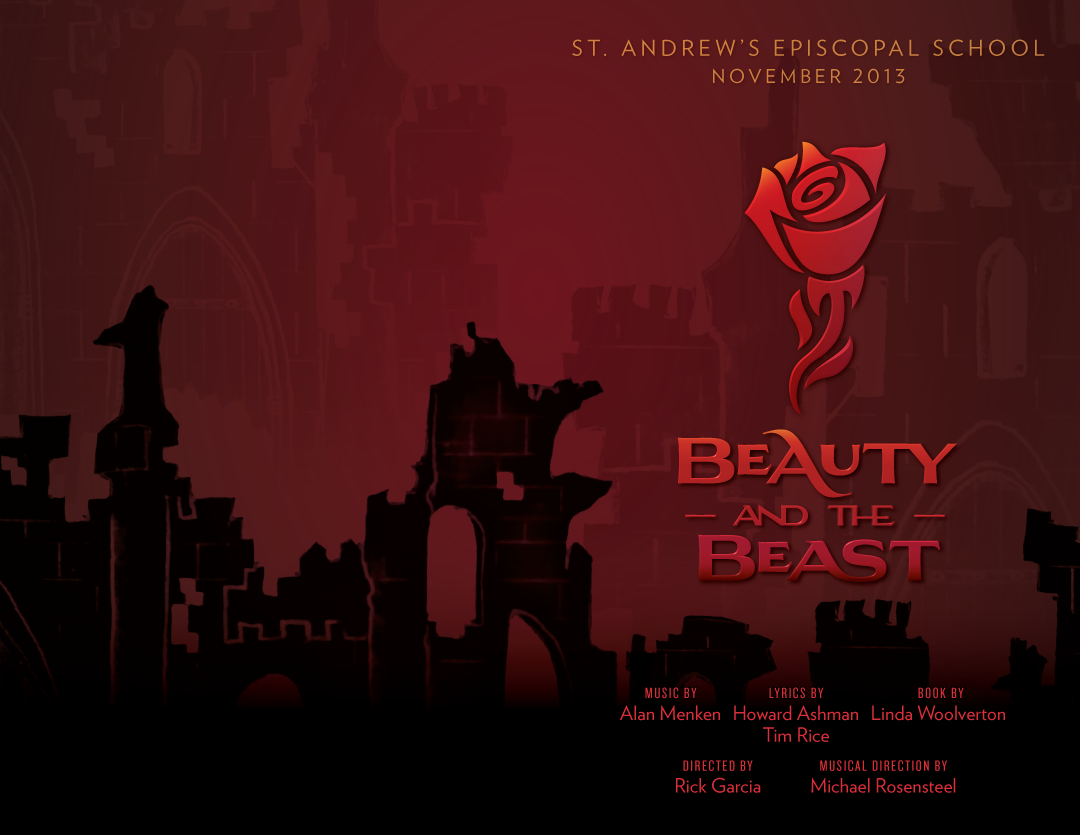 ST. ANDREW'S EPISCOPAL SCHOOL
NOVEMBER 2013
BEAUTY
— AND THE —
BEAST
MUSIC BY
Alan Menken
LYRICS BY
Howard Ashman
Tim Rice
BOOK BY
Linda Woolverton
DIRECTED BY
Rick Garcia
MUSICAL DIRECTION BY
Michael Rosensteel